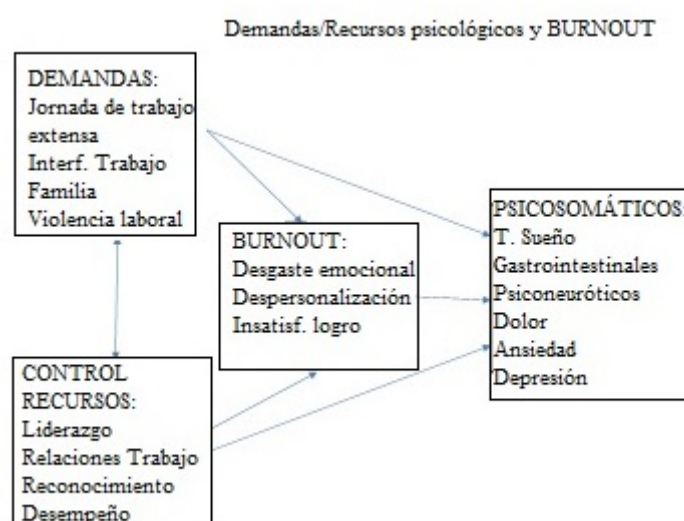 Demandas/Recursos psicológicos y BURNOUT
DEMANDAS:
Jornada de trabajo
extensa
Interf. Trabajo
Familia
Violencia laboral
BURNOUT:
Desgaste emocional
Despersonalización
Insatisf. logro
PSICOSOMÁTICOS:
T. Sueño
Gastrointestinales
Psiconeuróticos
Dolor
Ansiedad
Depresión
CONTROL
RECURSOS:
Liderazgo
Relaciones Trabajo
Reconocimiento
Desempeño